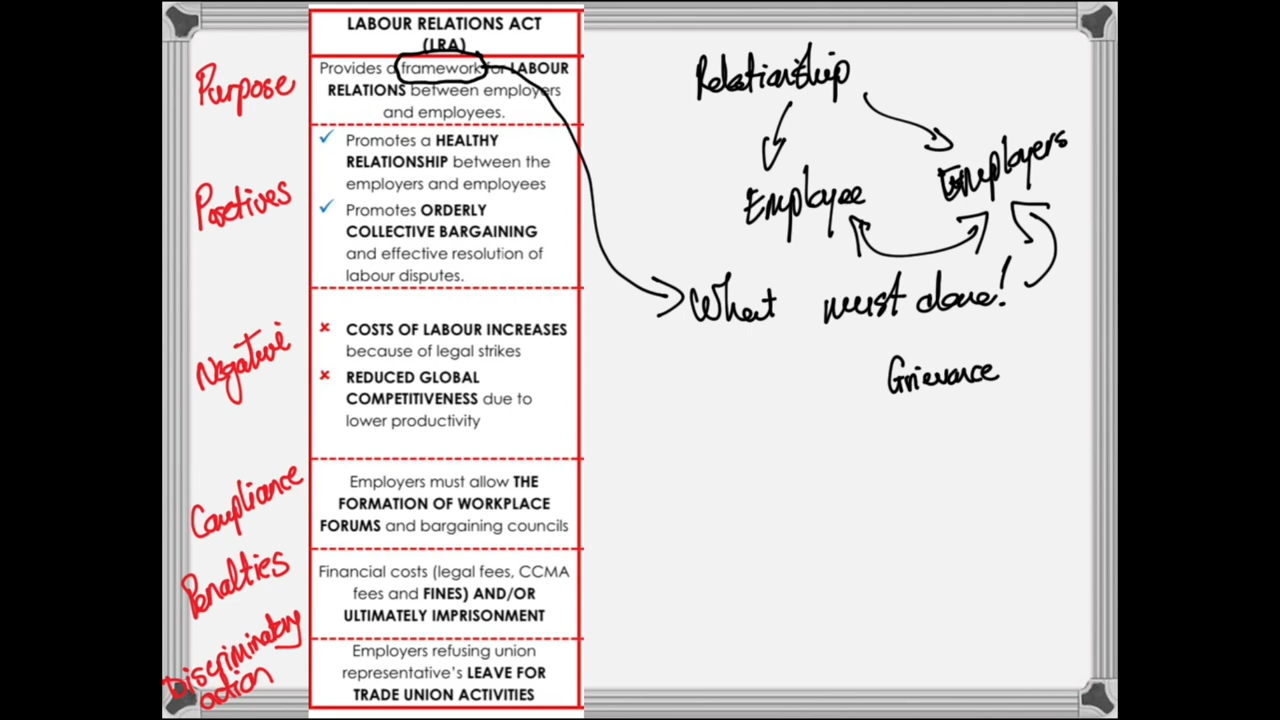 LABOUR RELATIONS ACT
(LRA)
Purpose
Provides a framework for LABOUR
RELATIONS between employers
and employees.
Positives
✓ Promotes a HEALTHY
RELATIONSHIP between the
employers and employees
✓ Promotes ORDERLY
COLLECTIVE BARGAINING
and effective resolution of
labour disputes.
Negative
× COSTS OF LABOUR INCREASES
because of legal strikes
× REDUCED GLOBAL
COMPETITIVENESS due to
lower productivity
Compliance
Employers must allow THE
FORMATION OF WORKPLACE
FORUMS and bargaining councils
Penalties
Financial costs (legal fees, CCMA
fees and FINES) AND/OR
ULTIMATELY IMPRISONMENT
Discriminatory
action
Employers refusing union
representative's LEAVE FOR
TRADE UNION ACTIVITIES
Relationship
Employee Employers
What must done!
Grievance